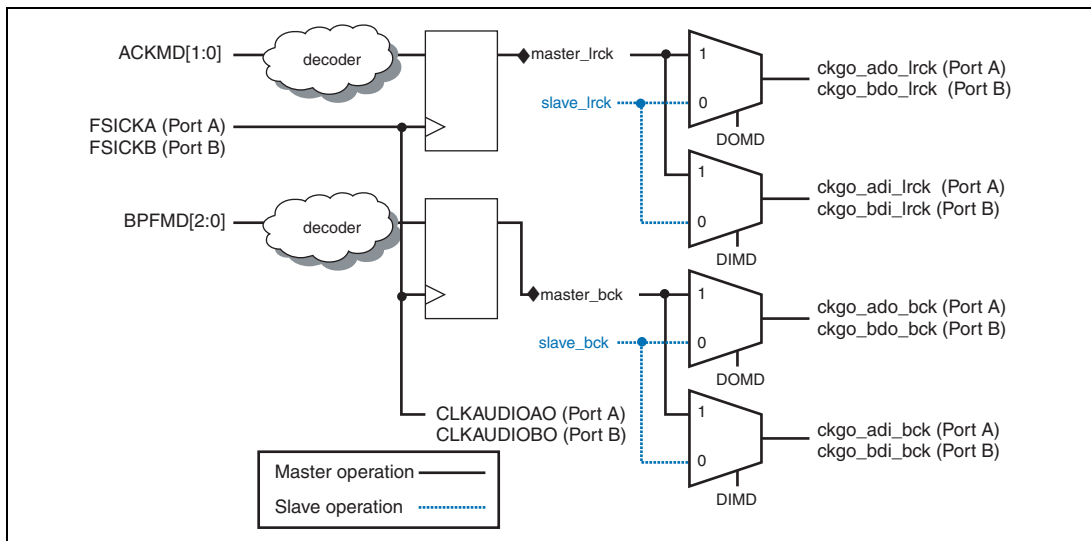 ACKMD[1:0]
decoder
master_lrck
1
ckgo_ado_lrck (Port A)
ckgo_bdo_lrck (Port B)
slave_lrck
0
FSICKA (Port A)
FSICKB (Port B)
DOMD
1
ckgo_adi_lrck (Port A)
ckgo_bdi_lrck (Port B)
BPFMD[2:0]
decoder
0
DIMD
master_bck
1
ckgo_ado_bck (Port A)
ckgo_bdo_bck (Port B)
slave_bck
0
DOMD
CLKAUDIOAO (Port A)
CLKAUDIOBO (Port B)
1
ckgo_adi_bck (Port A)
ckgo_bdi_bck (Port B)
0
DIMD
Master operation
Slave operation